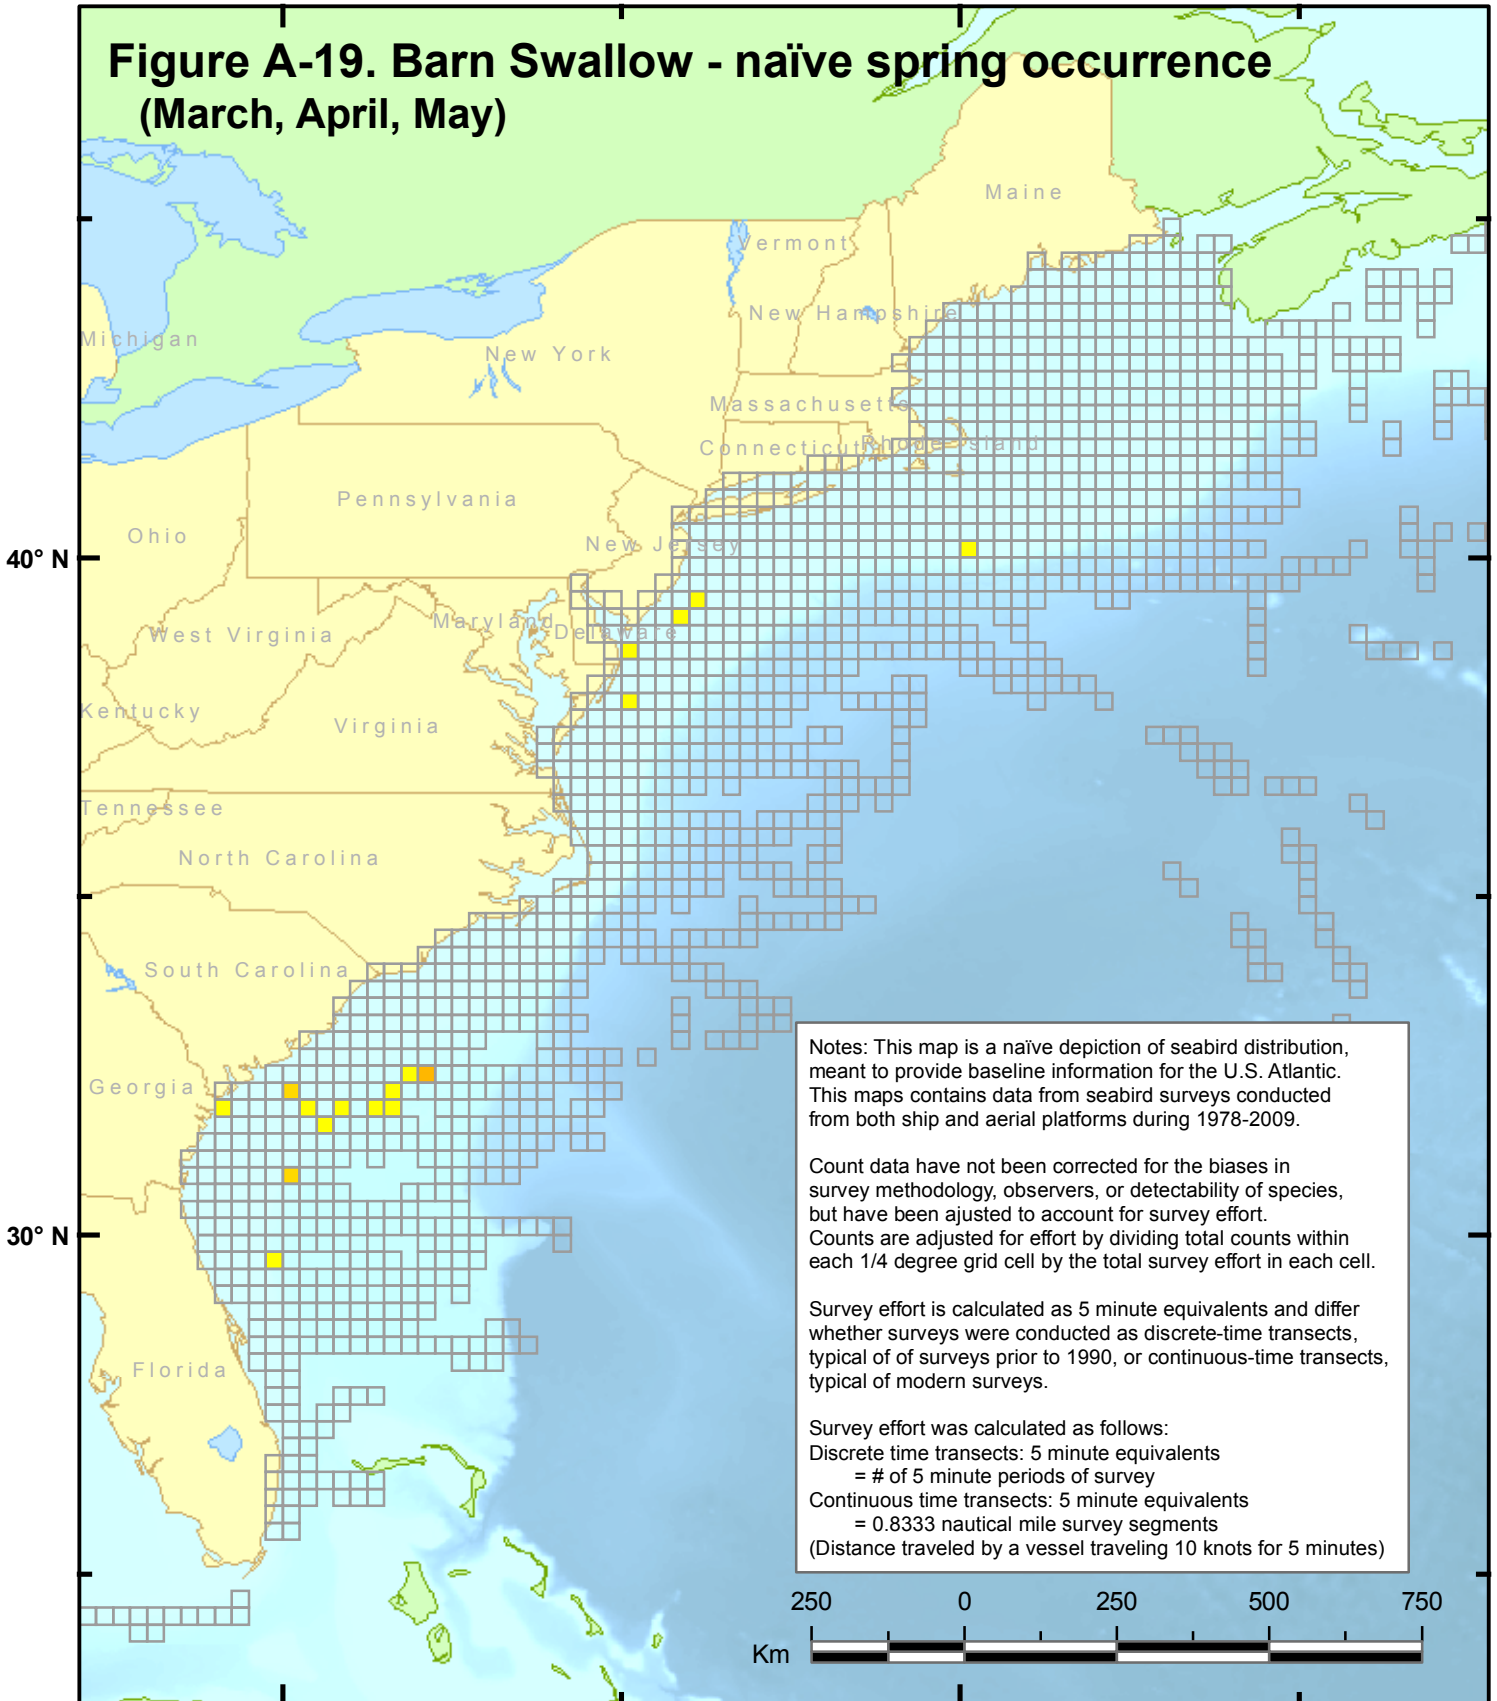 Figure A-19. Barn Swallow - naïve spring occurrence
(March, April, May)
Maine
Vermont
New Hampshire
Michigan
New York
Massachusetts
Connecticut
Rhode Island
Pennsylvania
Ohio
New Jersey
40° N
Maryland
Delaware
West Virginia
Kentucky
Virginia
Tennessee
North Carolina
South Carolina
Georgia
30° N
Florida
Notes: This map is a naïve depiction of seabird distribution,
meant to provide baseline information for the U.S. Atlantic.
This maps contains data from seabird surveys conducted
from both ship and aerial platforms during 1978-2009.
Count data have not been corrected for the biases in
survey methodology, observers, or detectability of species,
but have been ajusted to account for survey effort.
Counts are adjusted for effort by dividing total counts within
each 1/4 degree grid cell by the total survey effort in each cell.
Survey effort is calculated as 5 minute equivalents and differ
whether surveys were conducted as discrete-time transects,
typical of of surveys prior to 1990, or continuous-time transects,
typical of modern surveys.
Survey effort was calculated as follows:
Discrete time transects: 5 minute equivalents
= # of 5 minute periods of survey
Continuous time transects: 5 minute equivalents
= 0.8333 nautical mile survey segments
(Distance traveled by a vessel traveling 10 knots for 5 minutes)
250 0 250 500 750
Km